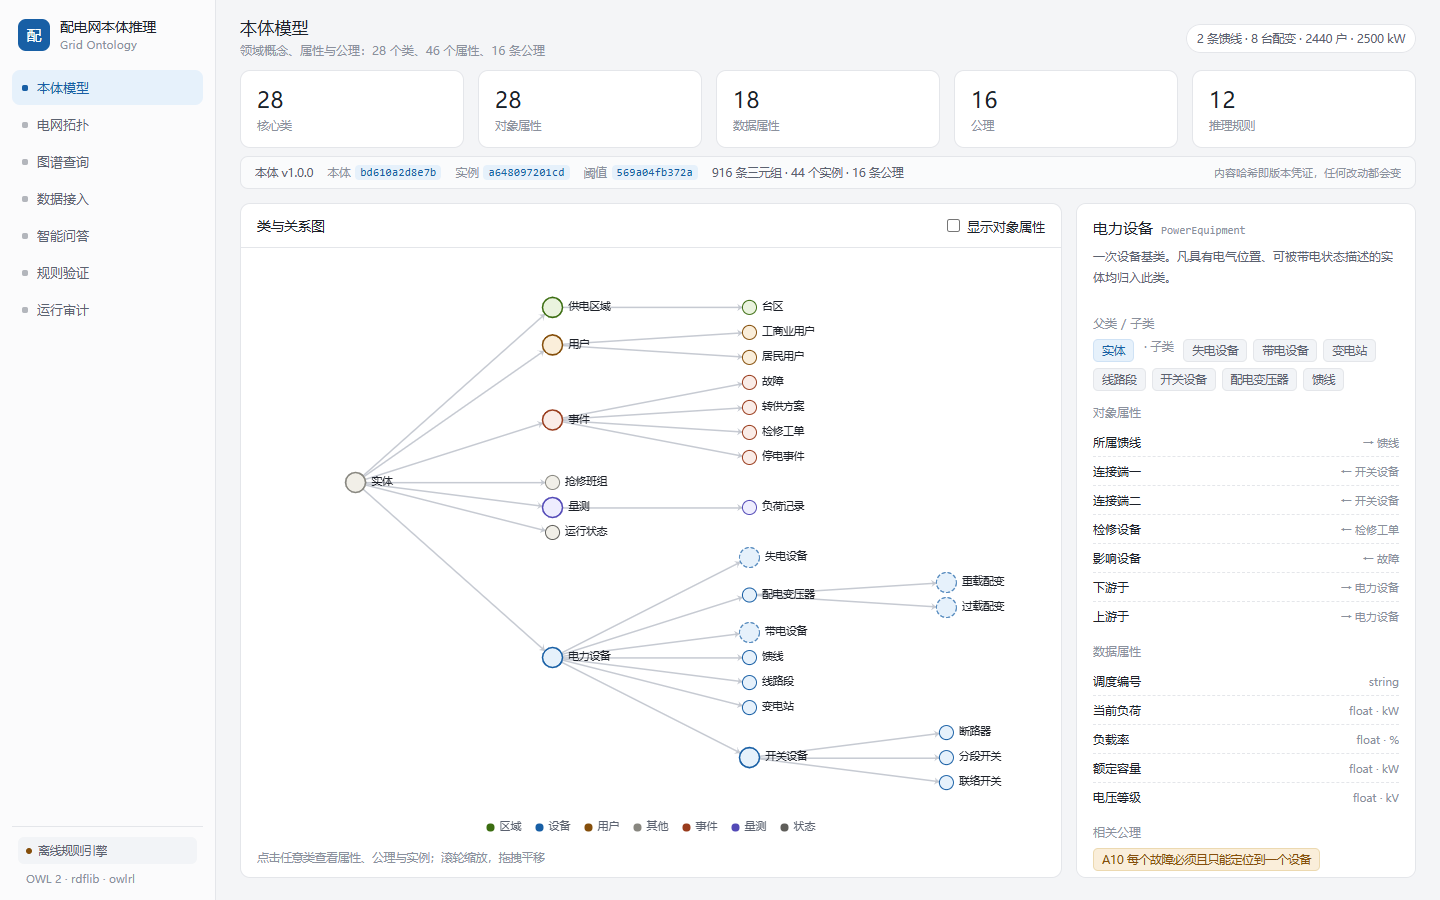 配
配电网本体推理
Grid Ontology
本体模型
电网拓扑
图谱查询
数据接入
智能问答
规则验证
运行审计
离线规则引擎
OWL 2 · rdflib · owlrl
本体模型
领域概念、属性与公理：28 个类、46 个属性、16 条公理
2 条馈线 · 8 台配变 · 2440 户 · 2500 kW
28
核心类
28
对象属性
18
数据属性
16
公理
12
推理规则
本体 v1.0.0 本体 bd610a2d8e7b 实例 a648097201cd 阈值 569a04fb372a 916 条三元组 · 44 个实例 · 16 条公理
内容哈希即版本凭证，任何改动都会变
类与关系图
显示对象属性
供电区域
台区
用户
工商业用户
居民用户
故障
事件
转供方案
检修工单
停电事件
实体
抢修班组
量测
负荷记录
运行状态
失电设备
配电变压器
重载配变
过载配变
带电设备
电力设备
馈线
线路段
变电站
开关设备
断路器
分段开关
联络开关
区域 设备 用户 其他 事件 量测 状态
点击任意类查看属性、公理与实例；滚轮缩放，拖拽平移
电力设备 PowerEquipment
一次设备基类。凡具有电气位置、可被带电状态描述的实
体均归入此类。
父类 / 子类
实体 · 子类 失电设备 带电设备 变电站
线路段 开关设备 配电变压器 馈线
对象属性
所属馈线 → 馈线
连接端一 ← 开关设备
连接端二 ← 开关设备
检修设备 ← 检修工单
影响设备 ← 故障
下游于 → 电力设备
上游于 → 电力设备
数据属性
调度编号 string
当前负荷 float · kW
负载率 float · %
额定容量 float · kW
电压等级 float · kV
相关公理
A10 每个故障必须且只能定位到一个设备